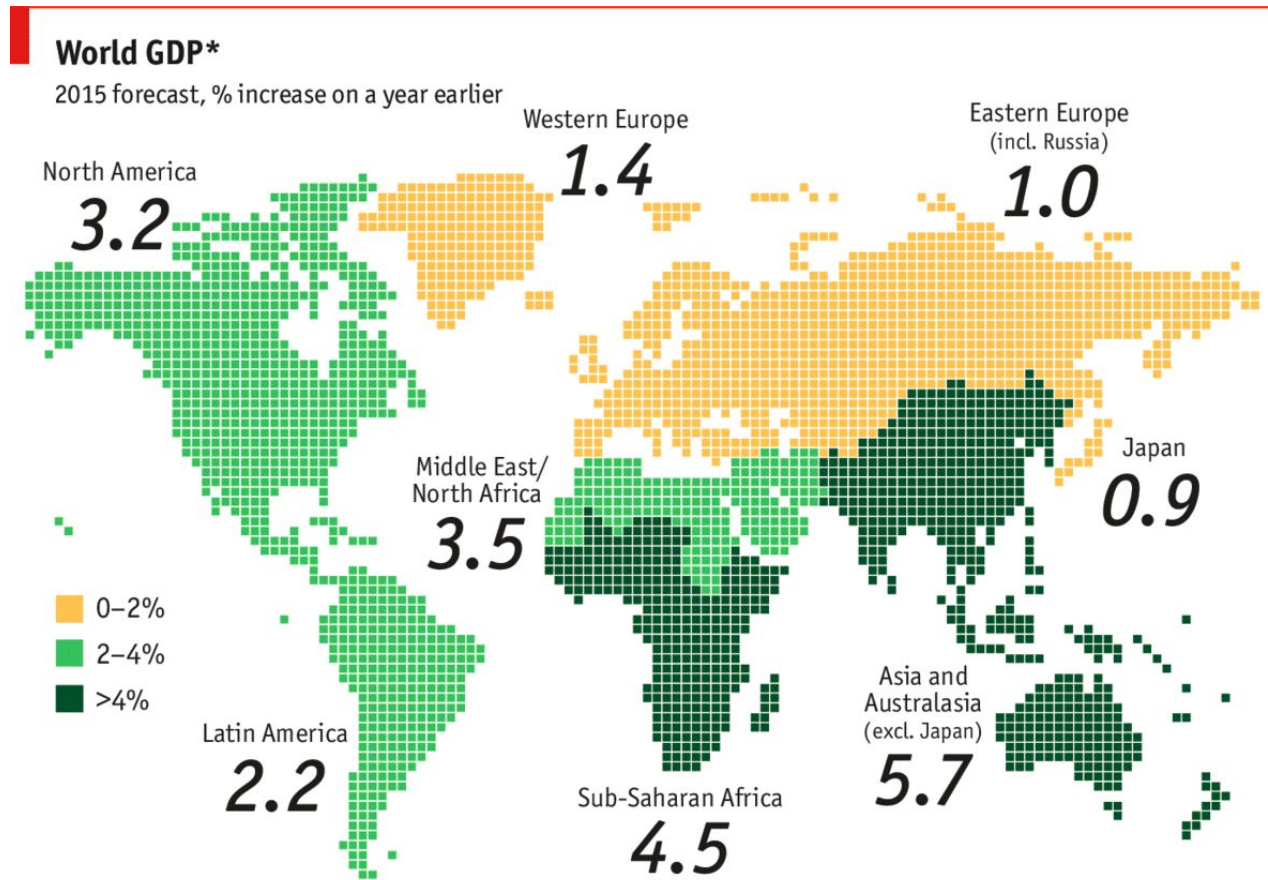 World GDP*
2015 forecast, % increase on a year earlier
North America
3.2
Western Europe
1.4
Eastern Europe
(incl. Russia)
1.0
Middle East/
North Africa
3.5
Japan
0.9
0–2%
2–4%
>4%
Latin America
2.2
Sub-Saharan Africa
4.5
Asia and
Australasia
(excl. Japan)
5.7